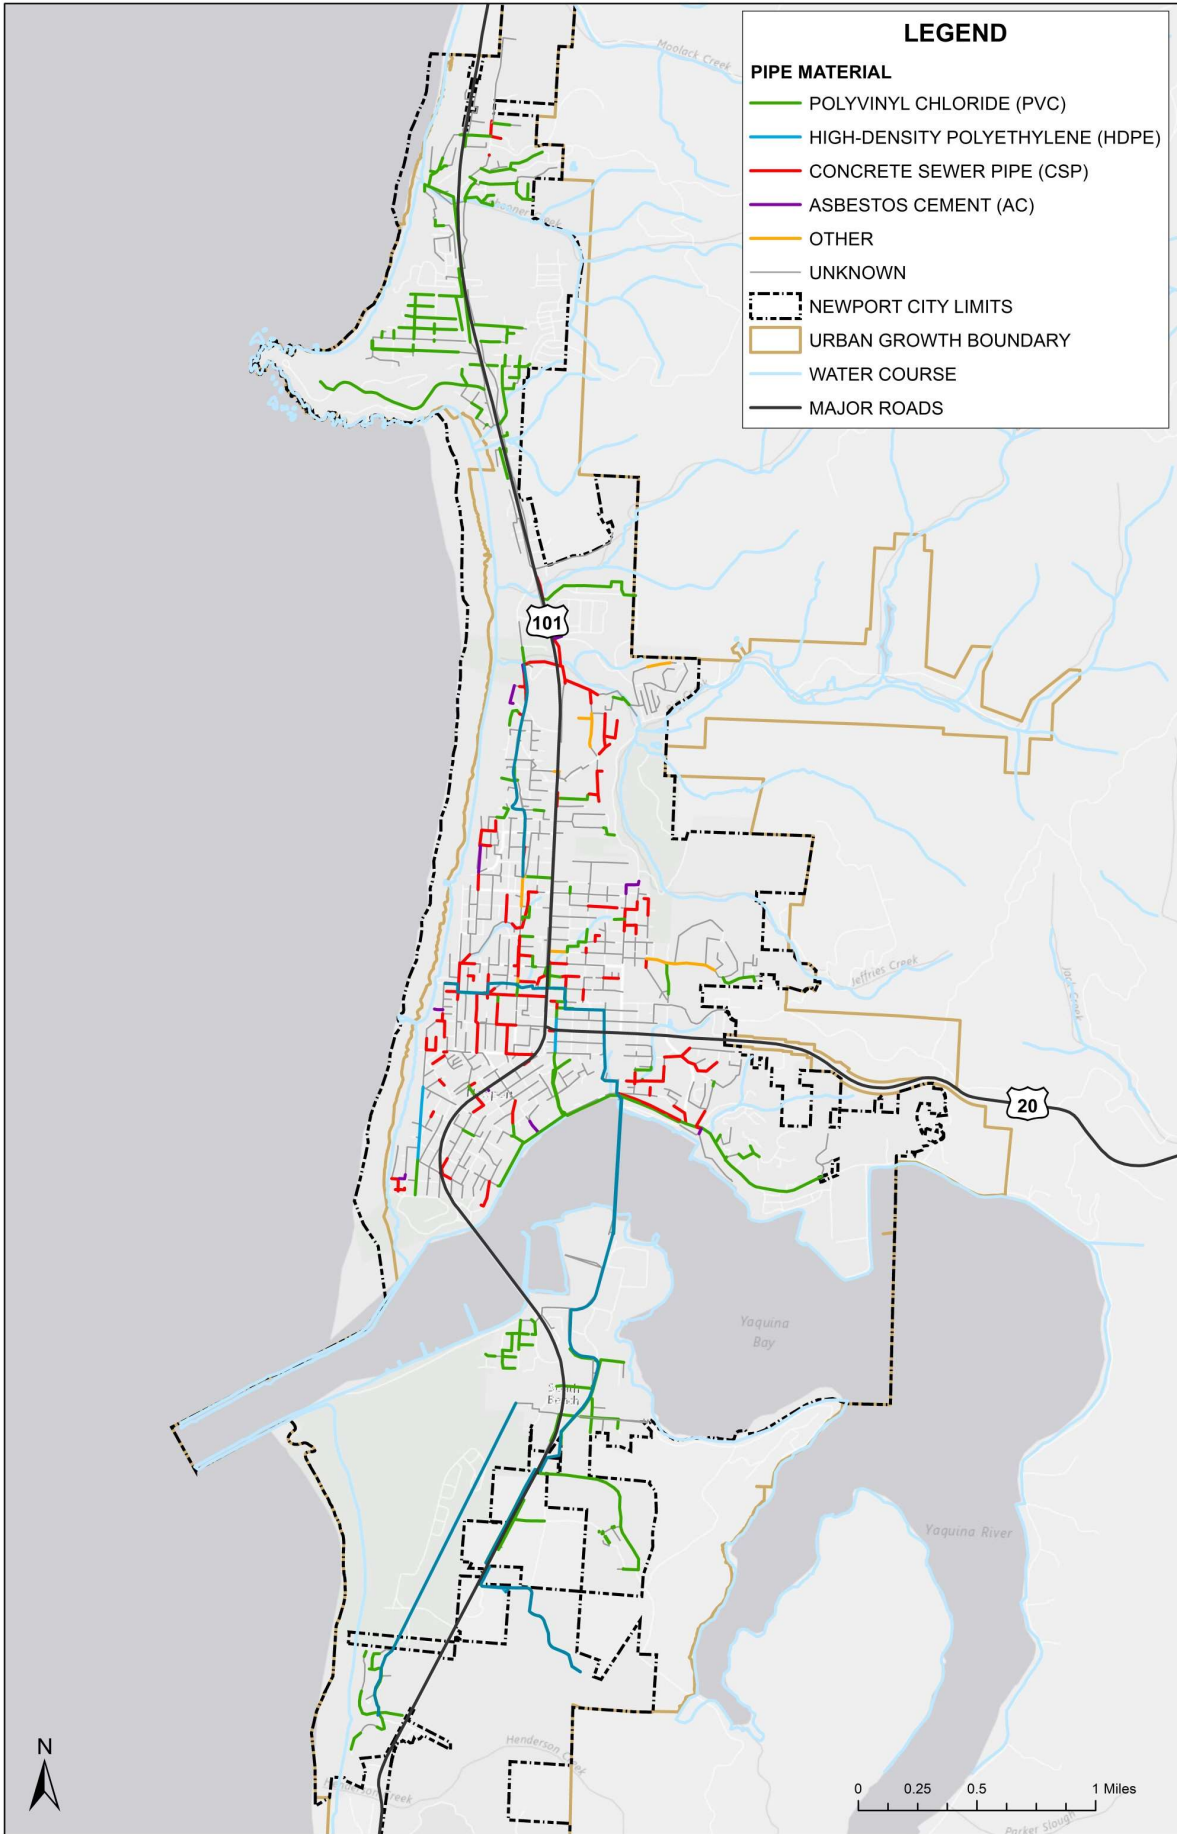 LEGEND
PIPE MATERIAL
POLYVINYL CHLORIDE (PVC)
HIGH-DENSITY POLYETHYLENE (HDPE)
CONCRETE SEWER PIPE (CSP)
ASBESTOS CEMENT (AC)
OTHER
UNKNOWN
NEWPORT CITY LIMITS
URBAN GROWTH BOUNDARY
WATER COURSE
MAJOR ROADS
Moolack Creek
101
Creek
Jeffries Creek
Jack Creek
20
Yaquina
Bay
South
Beach
Yaquina River
Henderson Creek
Creek
Parker Slough
N
0 0.25 0.5 1 Miles